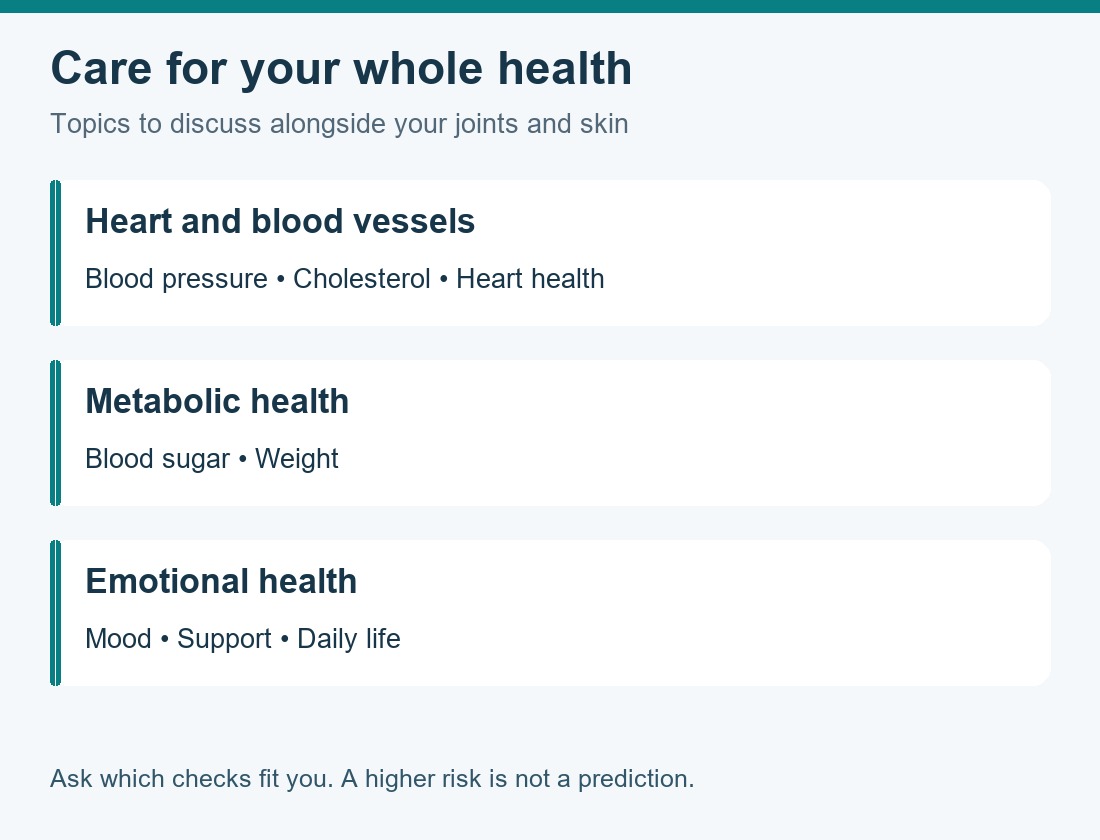 Care for your whole health
Topics to discuss alongside your joints and skin
Heart and blood vessels
Blood pressure • Cholesterol • Heart health
Metabolic health
Blood sugar • Weight
Emotional health
Mood • Support • Daily life
Ask which checks fit you. A higher risk is not a prediction.